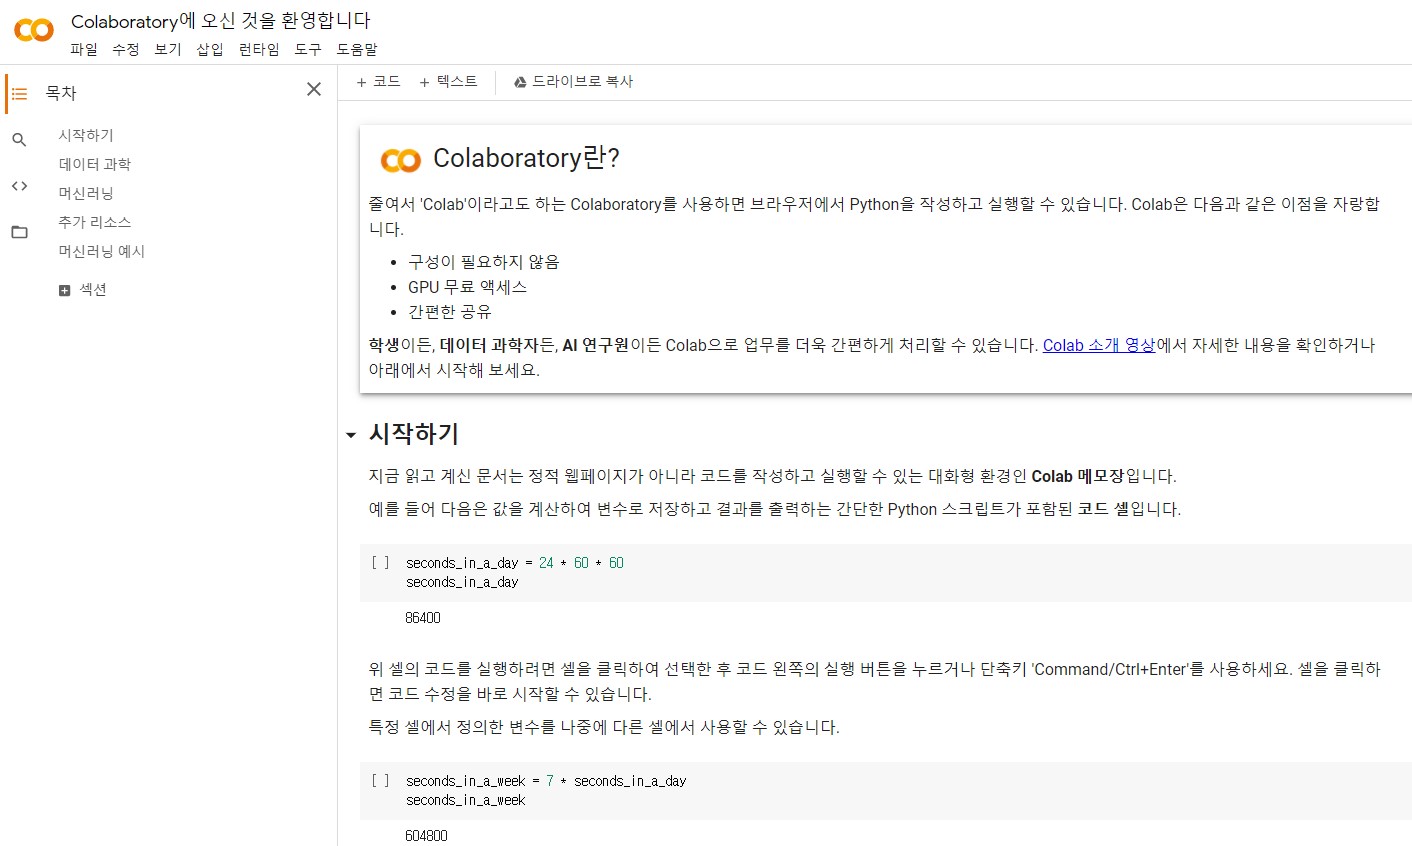 Colaboratory에 오신 것을 환영합니다
파일 수정 보기 삽입 런타임 도구 도움말
목차
시작하기
데이터 과학
머신러닝
추가 리소스
머신러닝 예시
섹션
+ 코드 + 텍스트 드라이브로 복사
Colaboratory란?
줄여서 'Colab'이라고도 하는 Colaboratory를 사용하면 브라우저에서 Python을 작성하고 실행할 수 있습니다. Colab은 다음과 같은 이점을 자랑합
니다.
• 구성이 필요하지 않음
• GPU 무료 액세스
• 간편한 공유
학생이든, 데이터 과학자든, AI 연구원이든 Colab으로 업무를 더욱 간편하게 처리할 수 있습니다. Colab 소개 영상에서 자세한 내용을 확인하거나
아래에서 시작해 보세요.
시작하기
지금 읽고 계신 문서는 정적 웹페이지가 아니라 코드를 작성하고 실행할 수 있는 대화형 환경인 Colab 메모장입니다.
예를 들어 다음은 값을 계산하여 변수로 저장하고 결과를 출력하는 간단한 Python 스크립트가 포함된 코드 셀입니다.
[ ] seconds_in_a_day = 24 * 60 * 60
seconds_in_a_day
86400
위 셀의 코드를 실행하려면 셀을 클릭하여 선택한 후 코드 왼쪽의 실행 버튼을 누르거나 단축키 'Command/Ctrl+Enter'를 사용하세요. 셀을 클릭하
면 코드 수정을 바로 시작할 수 있습니다.
특정 셀에서 정의한 변수를 나중에 다른 셀에서 사용할 수 있습니다.
[ ] seconds_in_a_week = 7 * seconds_in_a_day
seconds_in_a_week
604800